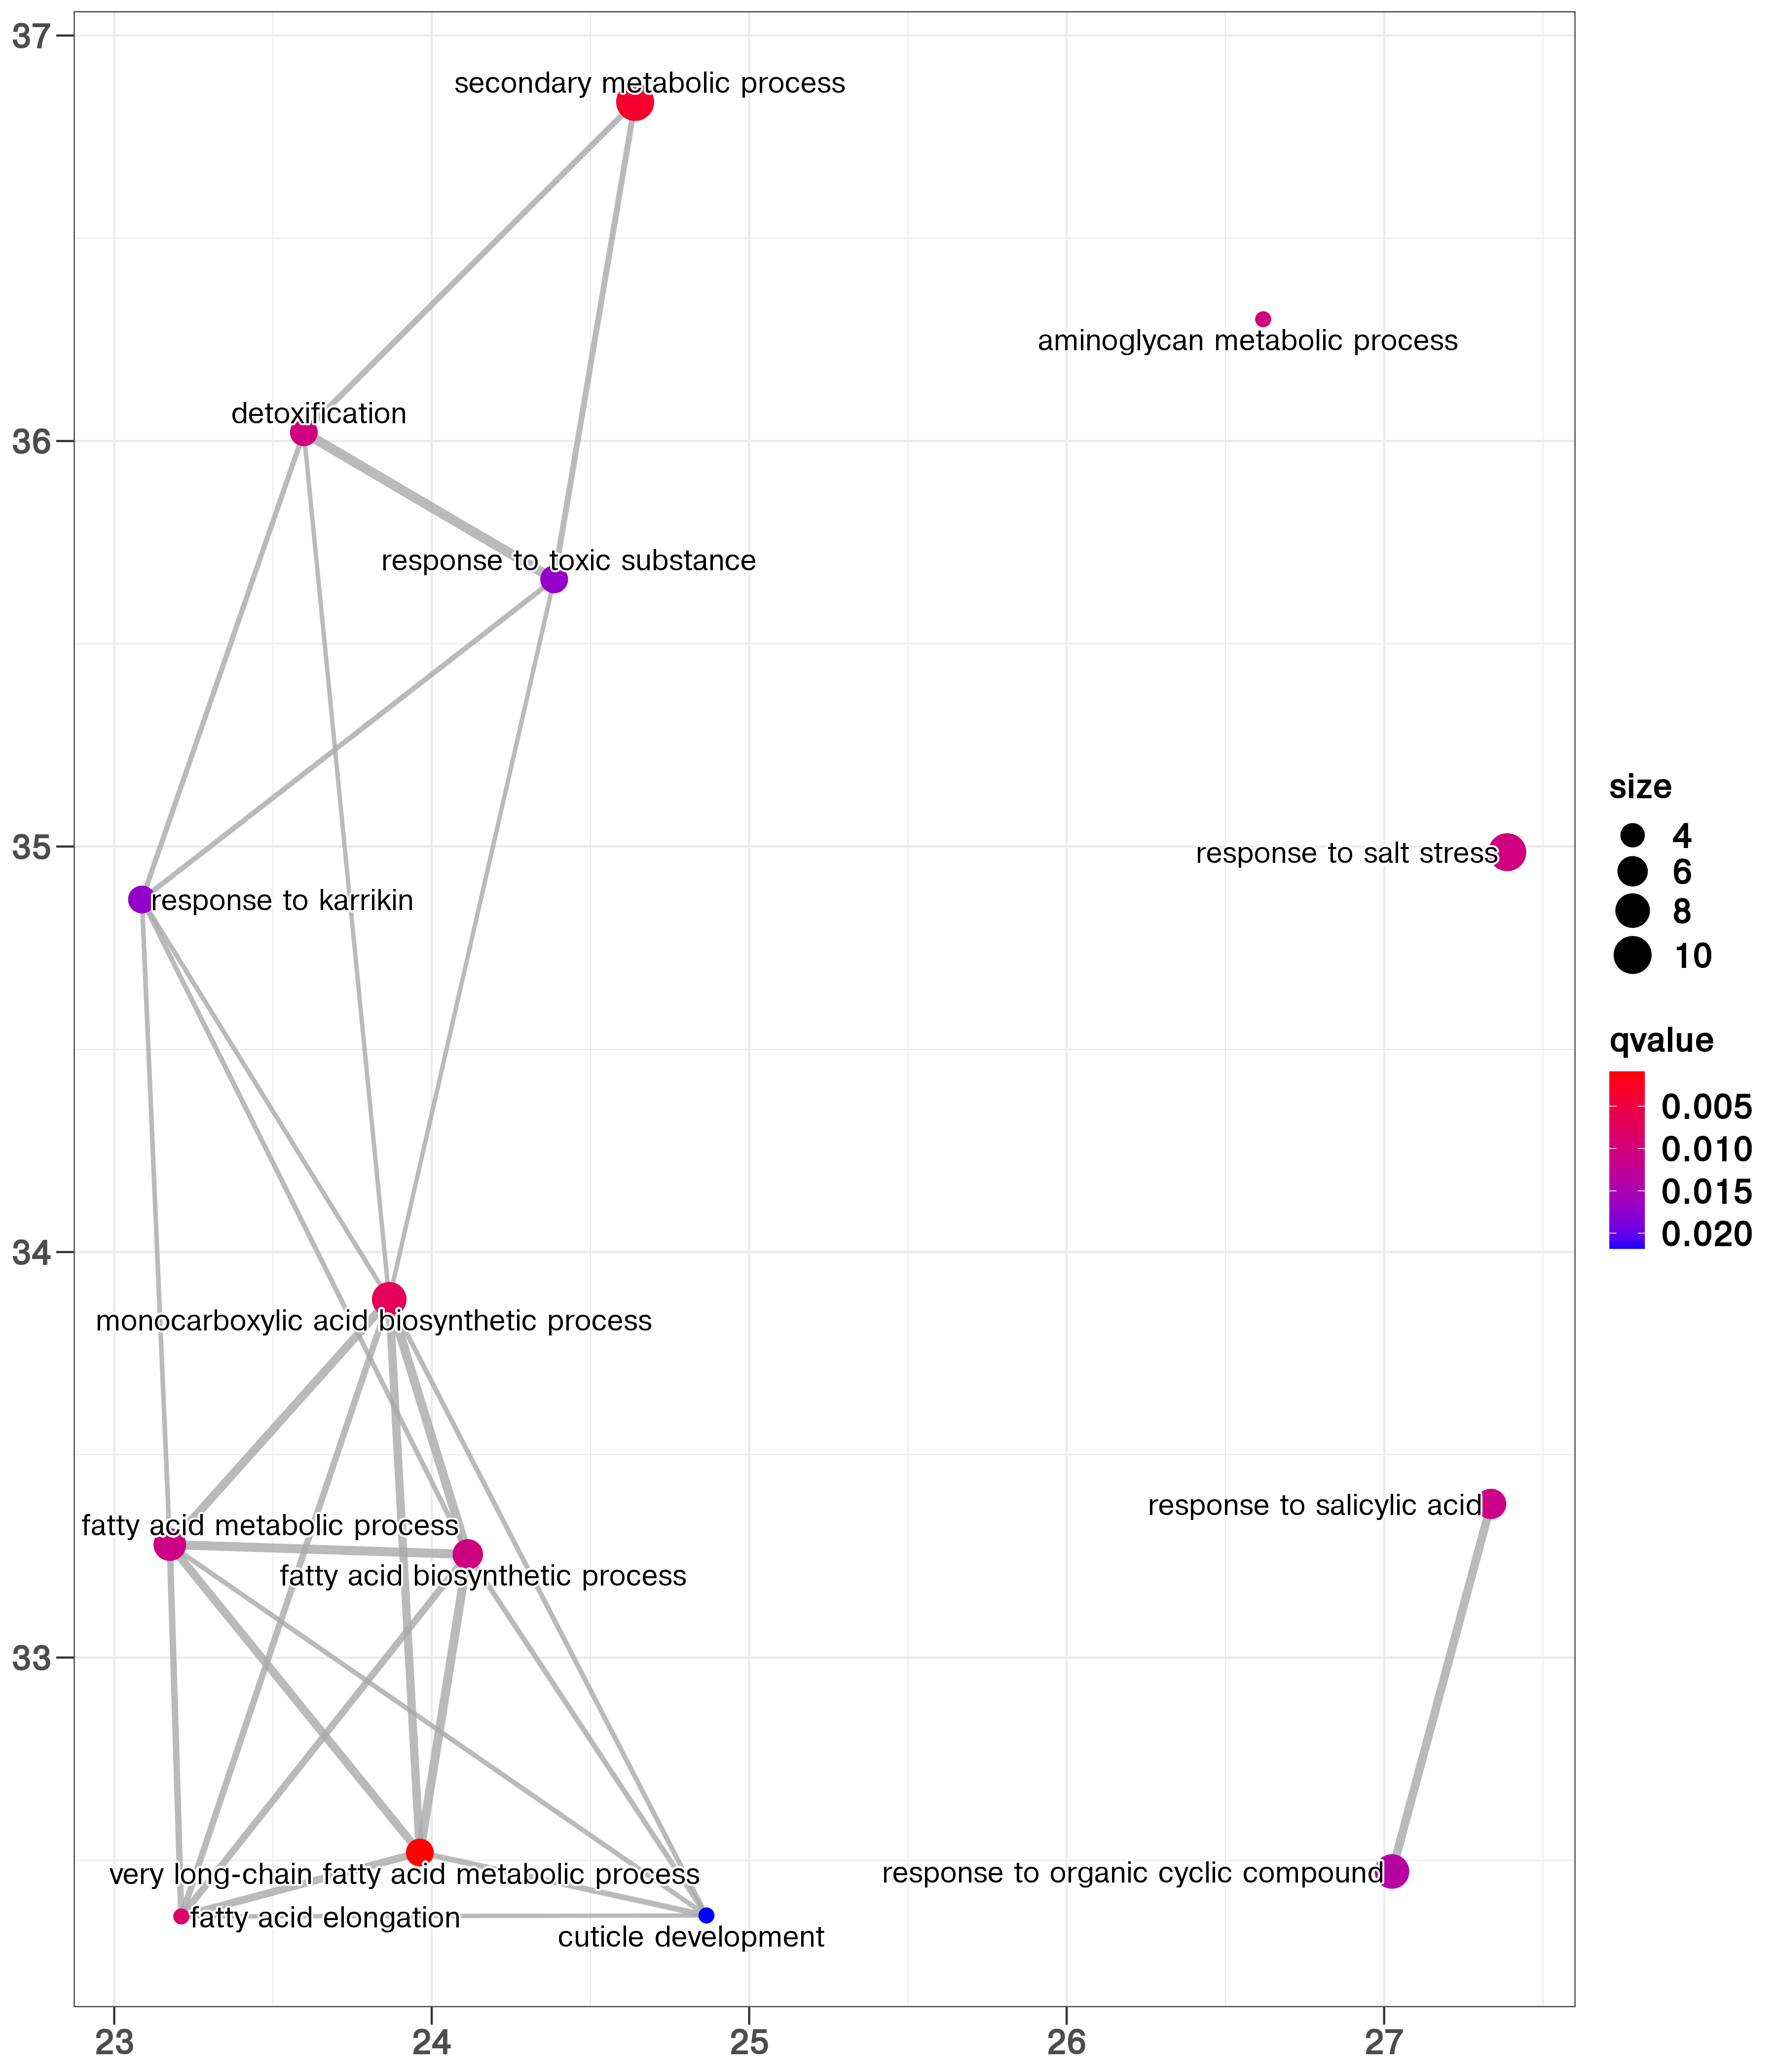 37
secondary metabolic process
aminoglycan metabolic process
detoxification
36
response to toxic substance
35
response to salt stress
response to karrikin
34
monocarboxylic acid biosynthetic process
response to salicylic acid
fatty acid metabolic process
fatty acid biosynthetic process
33
response to organic cyclic compound
very long-chain fatty acid metabolic process
fatty acid elongation
cuticle development
23 24 25 26 27
size
4
6
8
10
qvalue
0.005
0.010
0.015
0.020